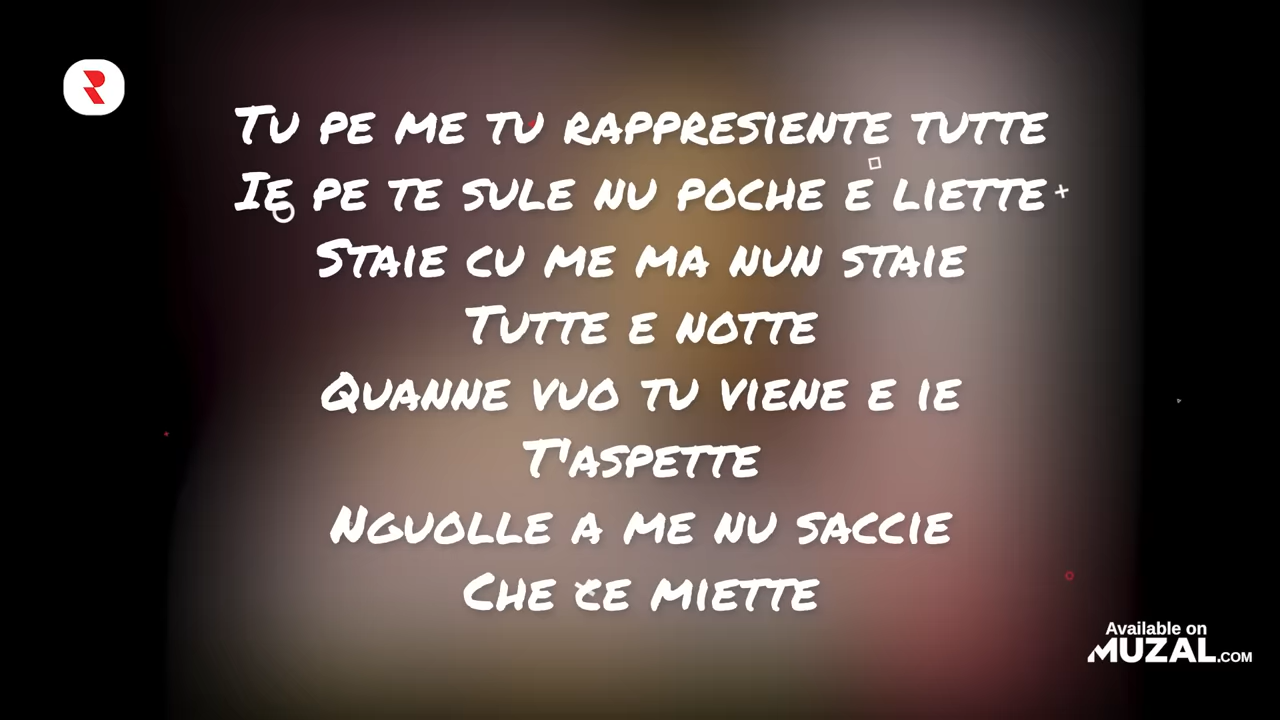 Tu pe me tu rappresiente tutte
Ie pe te sule nu poche e liette
Staie cu me ma nun staie
Tutte e notte
Quanne vuo tu viene e ie
T'aspette
Nguolle a me nu saccie
Che ce miette
Available on
MUZAL.COM